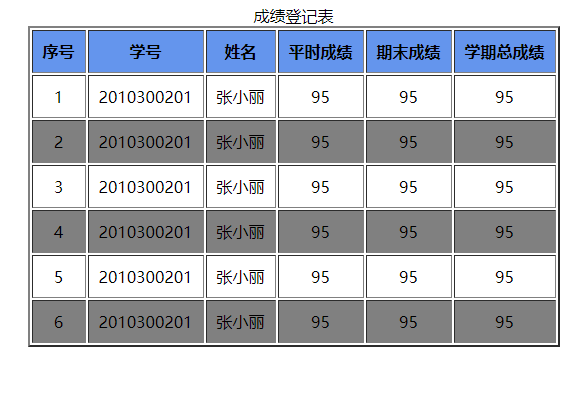 成绩登记表
序号 学号 姓名 平时成绩 期末成绩 学期总成绩
1 2010300201 张小丽 95 95 95
2 2010300201 张小丽 95 95 95
3 2010300201 张小丽 95 95 95
4 2010300201 张小丽 95 95 95
5 2010300201 张小丽 95 95 95
6 2010300201 张小丽 95 95 95